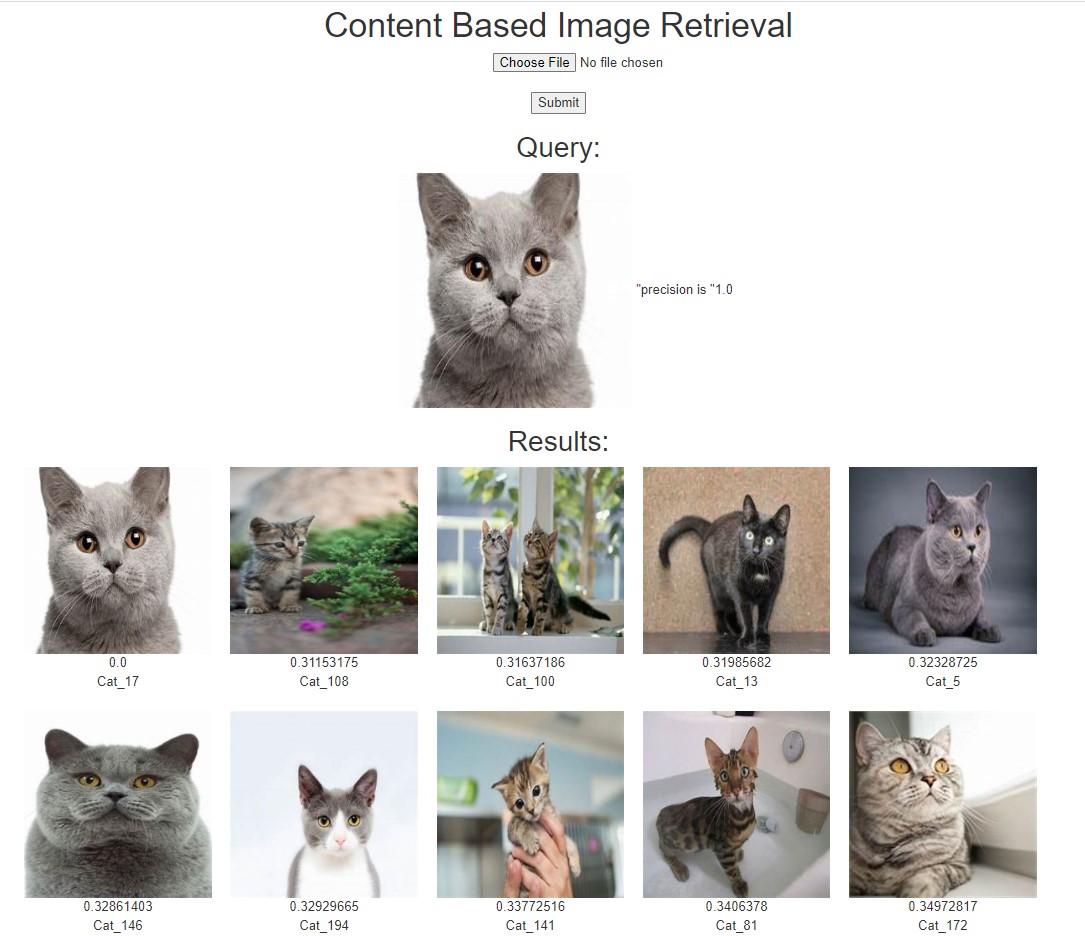 Content Based Image Retrieval
Choose File No file chosen
Submit
Query:
"precision is "1.0
Results:
0.0 0.31153175 0.31637186 0.31985682 0.32328725
Cat_17 Cat_108 Cat_100 Cat_13 Cat_5
0.32861403 0.32929665 0.33772516 0.3406378 0.34972817
Cat_146 Cat_194 Cat_141 Cat_81 Cat_172